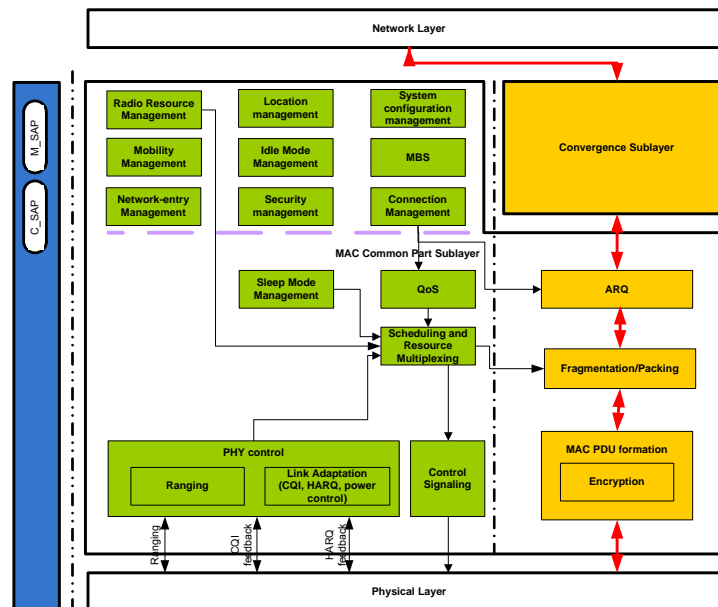 Network Layer
M_SAP
C_SAP
Radio Resource
Management
Location
management
System
configuration
management
Mobility
Management
Idle Mode
Management
MBS
Network-entry
Management
Security
management
Connection
Management
Convergence Sublayer
MAC Common Part Sublayer
Sleep Mode
Management
QoS
ARQ
Scheduling and
Resource
Multiplexing
Fragmentation/Packing
PHY control
Ranging
Link Adaptation
(CQI, HARQ, power
control)
Control
Signaling
MAC PDU formation
Encryption
Ranging
CQI
feedback
HARQ
feedback
Physical Layer